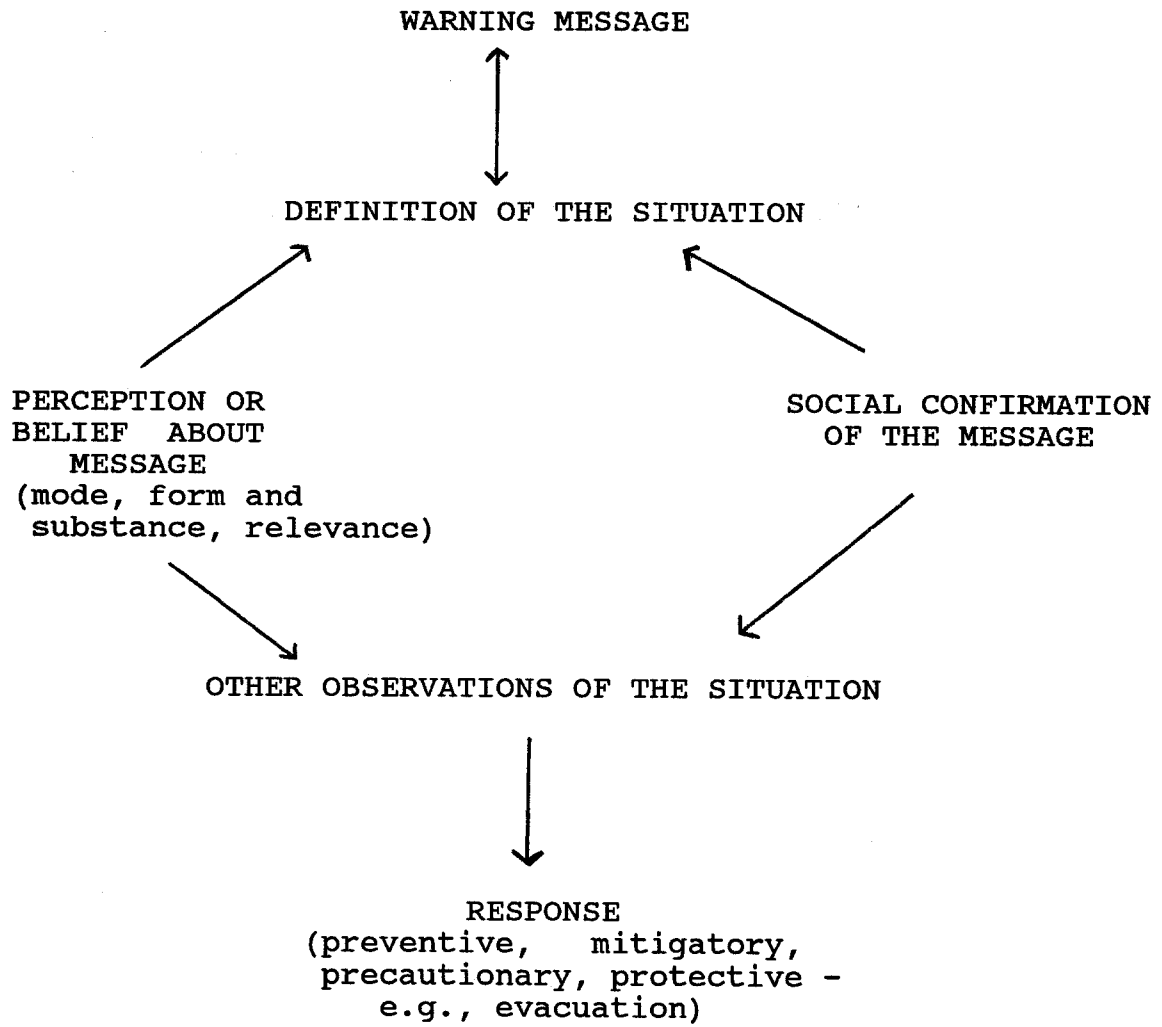 WARNING MESSAGE
DEFINITION OF THE SITUATION
PERCEPTION OR
BELIEF ABOUT
MESSAGE
(mode, form and
substance, relevance)
SOCIAL CONFIRMATION
OF THE MESSAGE
OTHER OBSERVATIONS OF THE SITUATION
RESPONSE
(preventive, mitigatory,
precautionary, protective -
e.g., evacuation)